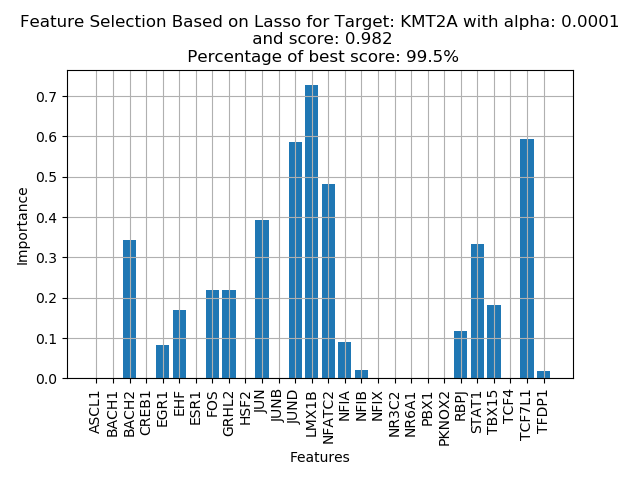 Feature Selection Based on Lasso for Target: KMT2A with alpha: 0.0001
and score: 0.982
Percentage of best score: 99.5%
Importance
0.7
0.6
0.5
0.4
0.3
0.2
0.1
0.0
ASCL1
BACH1
BACH2
CREB1
EGR1
EHF
ESR1
FOS
GRHL2
HSF2
JUN
JUNB
JUND
LMX1B
NFATC2
NFIA
NFIB
NFIX
NR3C2
NR6A1
PBX1
PKNOX2
RBPJ
STAT1
TBX15
TCF4
TCF7L1
TFDP1
Features